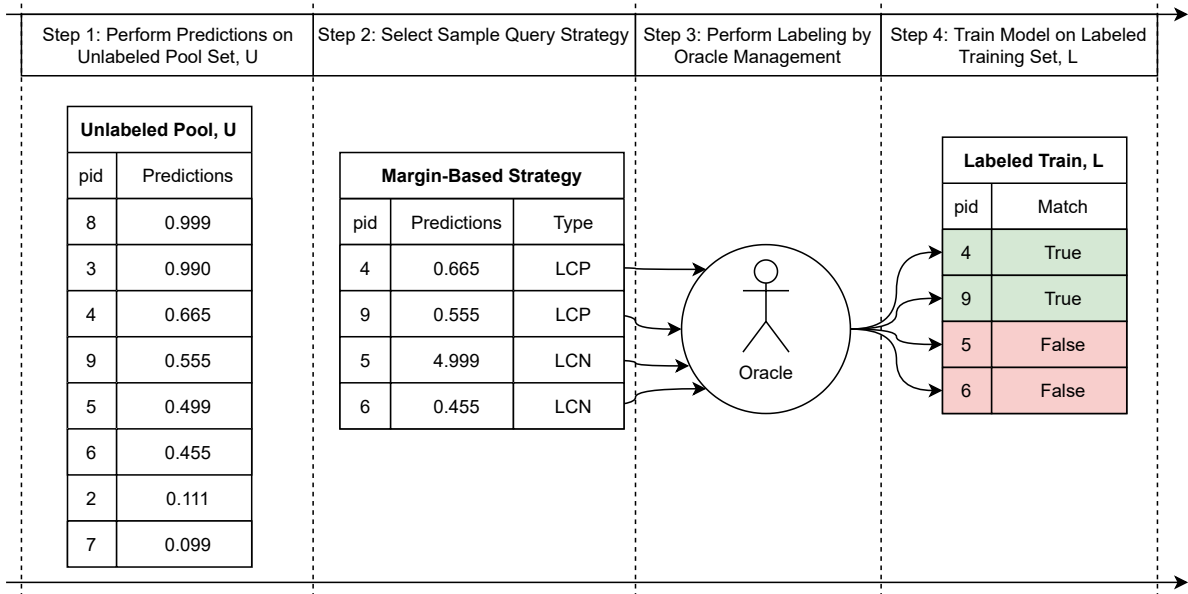 Step 1: Perform Predictions on
Unlabeled Pool Set, U
Step 2: Select Sample Query Strategy
Step 3: Perform Labeling by
Oracle Management
Step 4: Train Model on Labeled
Training Set, L
Unlabeled Pool, U
pid Predictions
8 0.999
3 0.990
4 0.665
9 0.555
5 0.499
6 0.455
2 0.111
7 0.099
Margin-Based Strategy
pid Predictions Type
4 0.665 LCP
9 0.555 LCP
5 4.999 LCN
6 0.455 LCN
Oracle
Labeled Train, L
pid Match
4 True
9 True
5 False
6 False